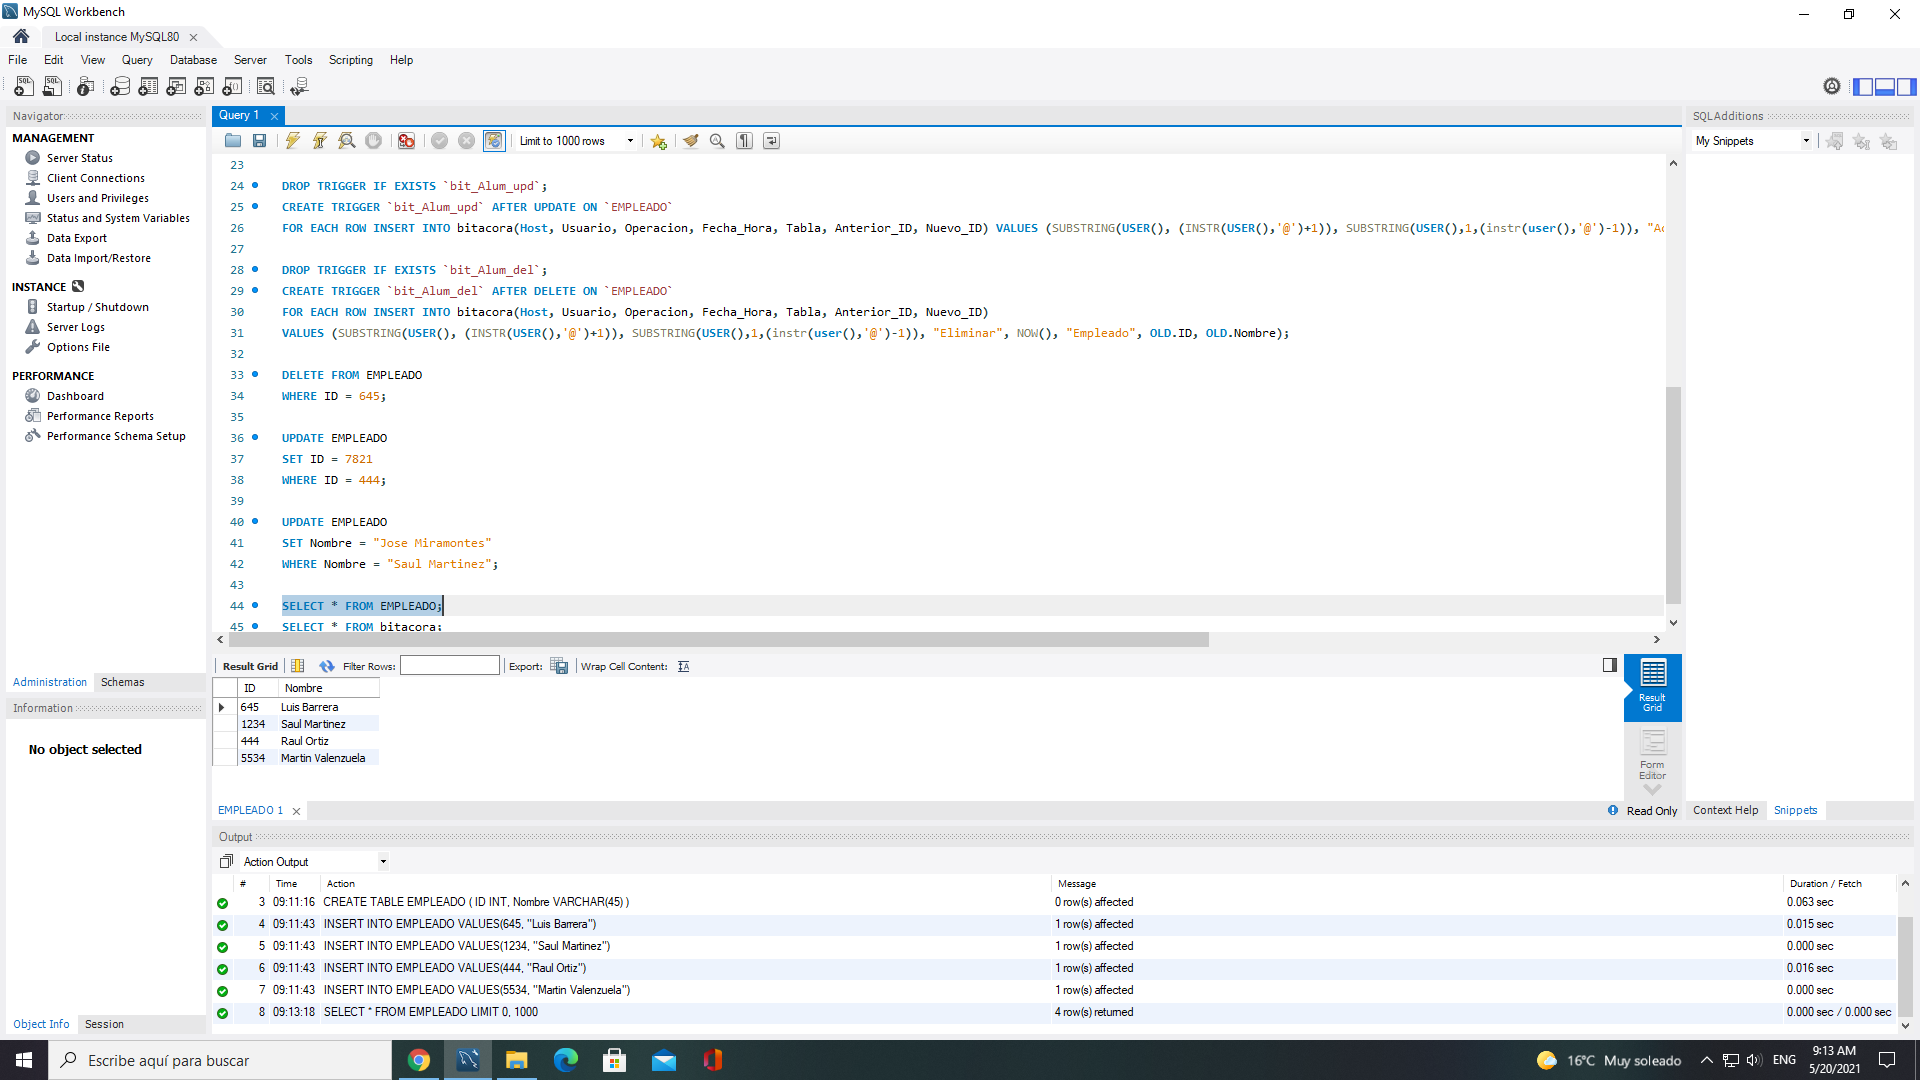 MySQL Workbench
Local instance MySQL80
File Edit View Query Database Server Tools Scripting Help
Navigator
MANAGEMENT
Server Status
Client Connections
Users and Privileges
Status and System Variables
Data Export
Data Import/Restore
INSTANCE
Startup / Shutdown
Server Logs
Options File
PERFORMANCE
Dashboard
Performance Reports
Performance Schema Setup
Administration Schemas
Information
No object selected
Object Info Session
Query 1
Limit to 1000 rows
23
24 DROP TRIGGER IF EXISTS `bit_Alum_upd`;
25 CREATE TRIGGER `bit_Alum_upd` AFTER UPDATE ON `EMPLEADO`
26 FOR EACH ROW INSERT INTO bitacora(Host, Usuario, Operacion, Fecha_Hora, Tabla, Anterior_ID, Nuevo_ID) VALUES (SUBSTRING(USER(), (INSTR(USER(),'@')+1)), SUBSTRING(USER(),1,(instr(user(),'@')-1)), "Ac
27
28 DROP TRIGGER IF EXISTS `bit_Alum_del`;
29 CREATE TRIGGER `bit_Alum_del` AFTER DELETE ON `EMPLEADO`
30 FOR EACH ROW INSERT INTO bitacora(Host, Usuario, Operacion, Fecha_Hora, Tabla, Anterior_ID, Nuevo_ID)
31 VALUES (SUBSTRING(USER(), (INSTR(USER(),'@')+1)), SUBSTRING(USER(),1,(instr(user(),'@')-1)), "Eliminar", NOW(), "Empleado", OLD.ID, OLD.Nombre);
32
33 DELETE FROM EMPLEADO
34 WHERE ID = 645;
35
36 UPDATE EMPLEADO
37 SET ID = 7821
38 WHERE ID = 444;
39
40 UPDATE EMPLEADO
41 SET Nombre = "Jose Miramontes"
42 WHERE Nombre = "Saul Martinez";
43
44 SELECT * FROM EMPLEADO;
45 SELECT * FROM bitacora;
Result Grid Filter Rows: Export: Wrap Cell Content:
ID Nombre
645 Luis Barrera
1234 Saul Martinez
444 Raul Ortiz
5534 Martin Valenzuela
Result Grid
Form Editor
EMPLEADO 1
Read Only
SQLAdditions
My Snippets
Context Help Snippets
Output
Action Output
# Time Action Message Duration / Fetch
3 09:11:16 CREATE TABLE EMPLEADO ( ID INT, Nombre VARCHAR(45) ) 0 row(s) affected 0.063 sec
4 09:11:43 INSERT INTO EMPLEADO VALUES(645, "Luis Barrera") 1 row(s) affected 0.015 sec
5 09:11:43 INSERT INTO EMPLEADO VALUES(1234, "Saul Martinez") 1 row(s) affected 0.000 sec
6 09:11:43 INSERT INTO EMPLEADO VALUES(444, "Raul Ortiz") 1 row(s) affected 0.016 sec
7 09:11:43 INSERT INTO EMPLEADO VALUES(5534, "Martin Valenzuela") 1 row(s) affected 0.000 sec
8 09:13:18 SELECT * FROM EMPLEADO LIMIT 0, 1000 4 row(s) returned 0.000 sec / 0.000 sec
Escribe aquí para buscar
16°C Muy soleado
ENG
9:13 AM
5/20/2021